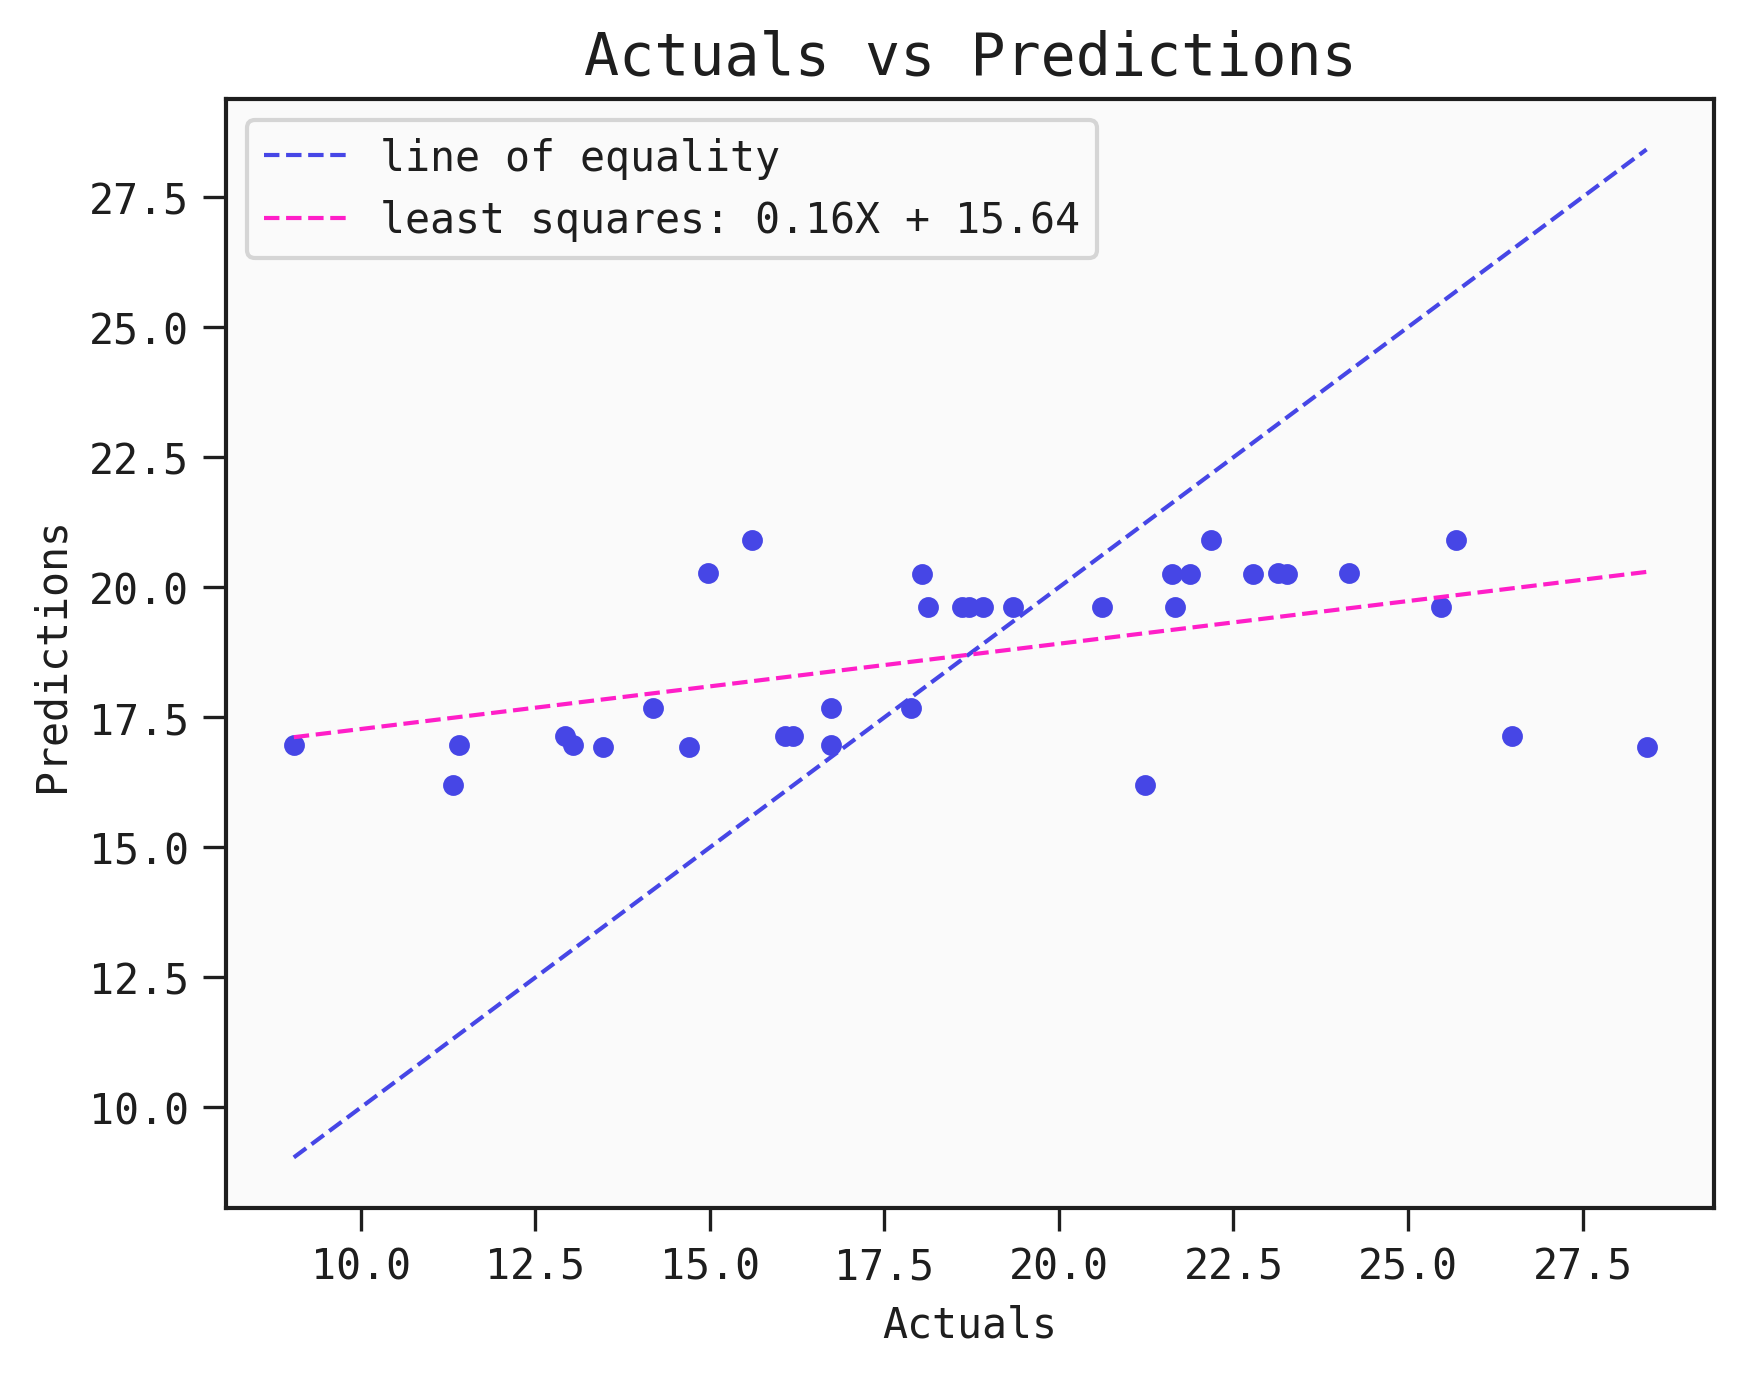 Actuals vs Predictions
line of equality
least squares: 0.16X + 15.64
Predictions
27.5
25.0
22.5
20.0
17.5
15.0
12.5
10.0
10.0 12.5 15.0 17.5 20.0 22.5 25.0 27.5
Actuals